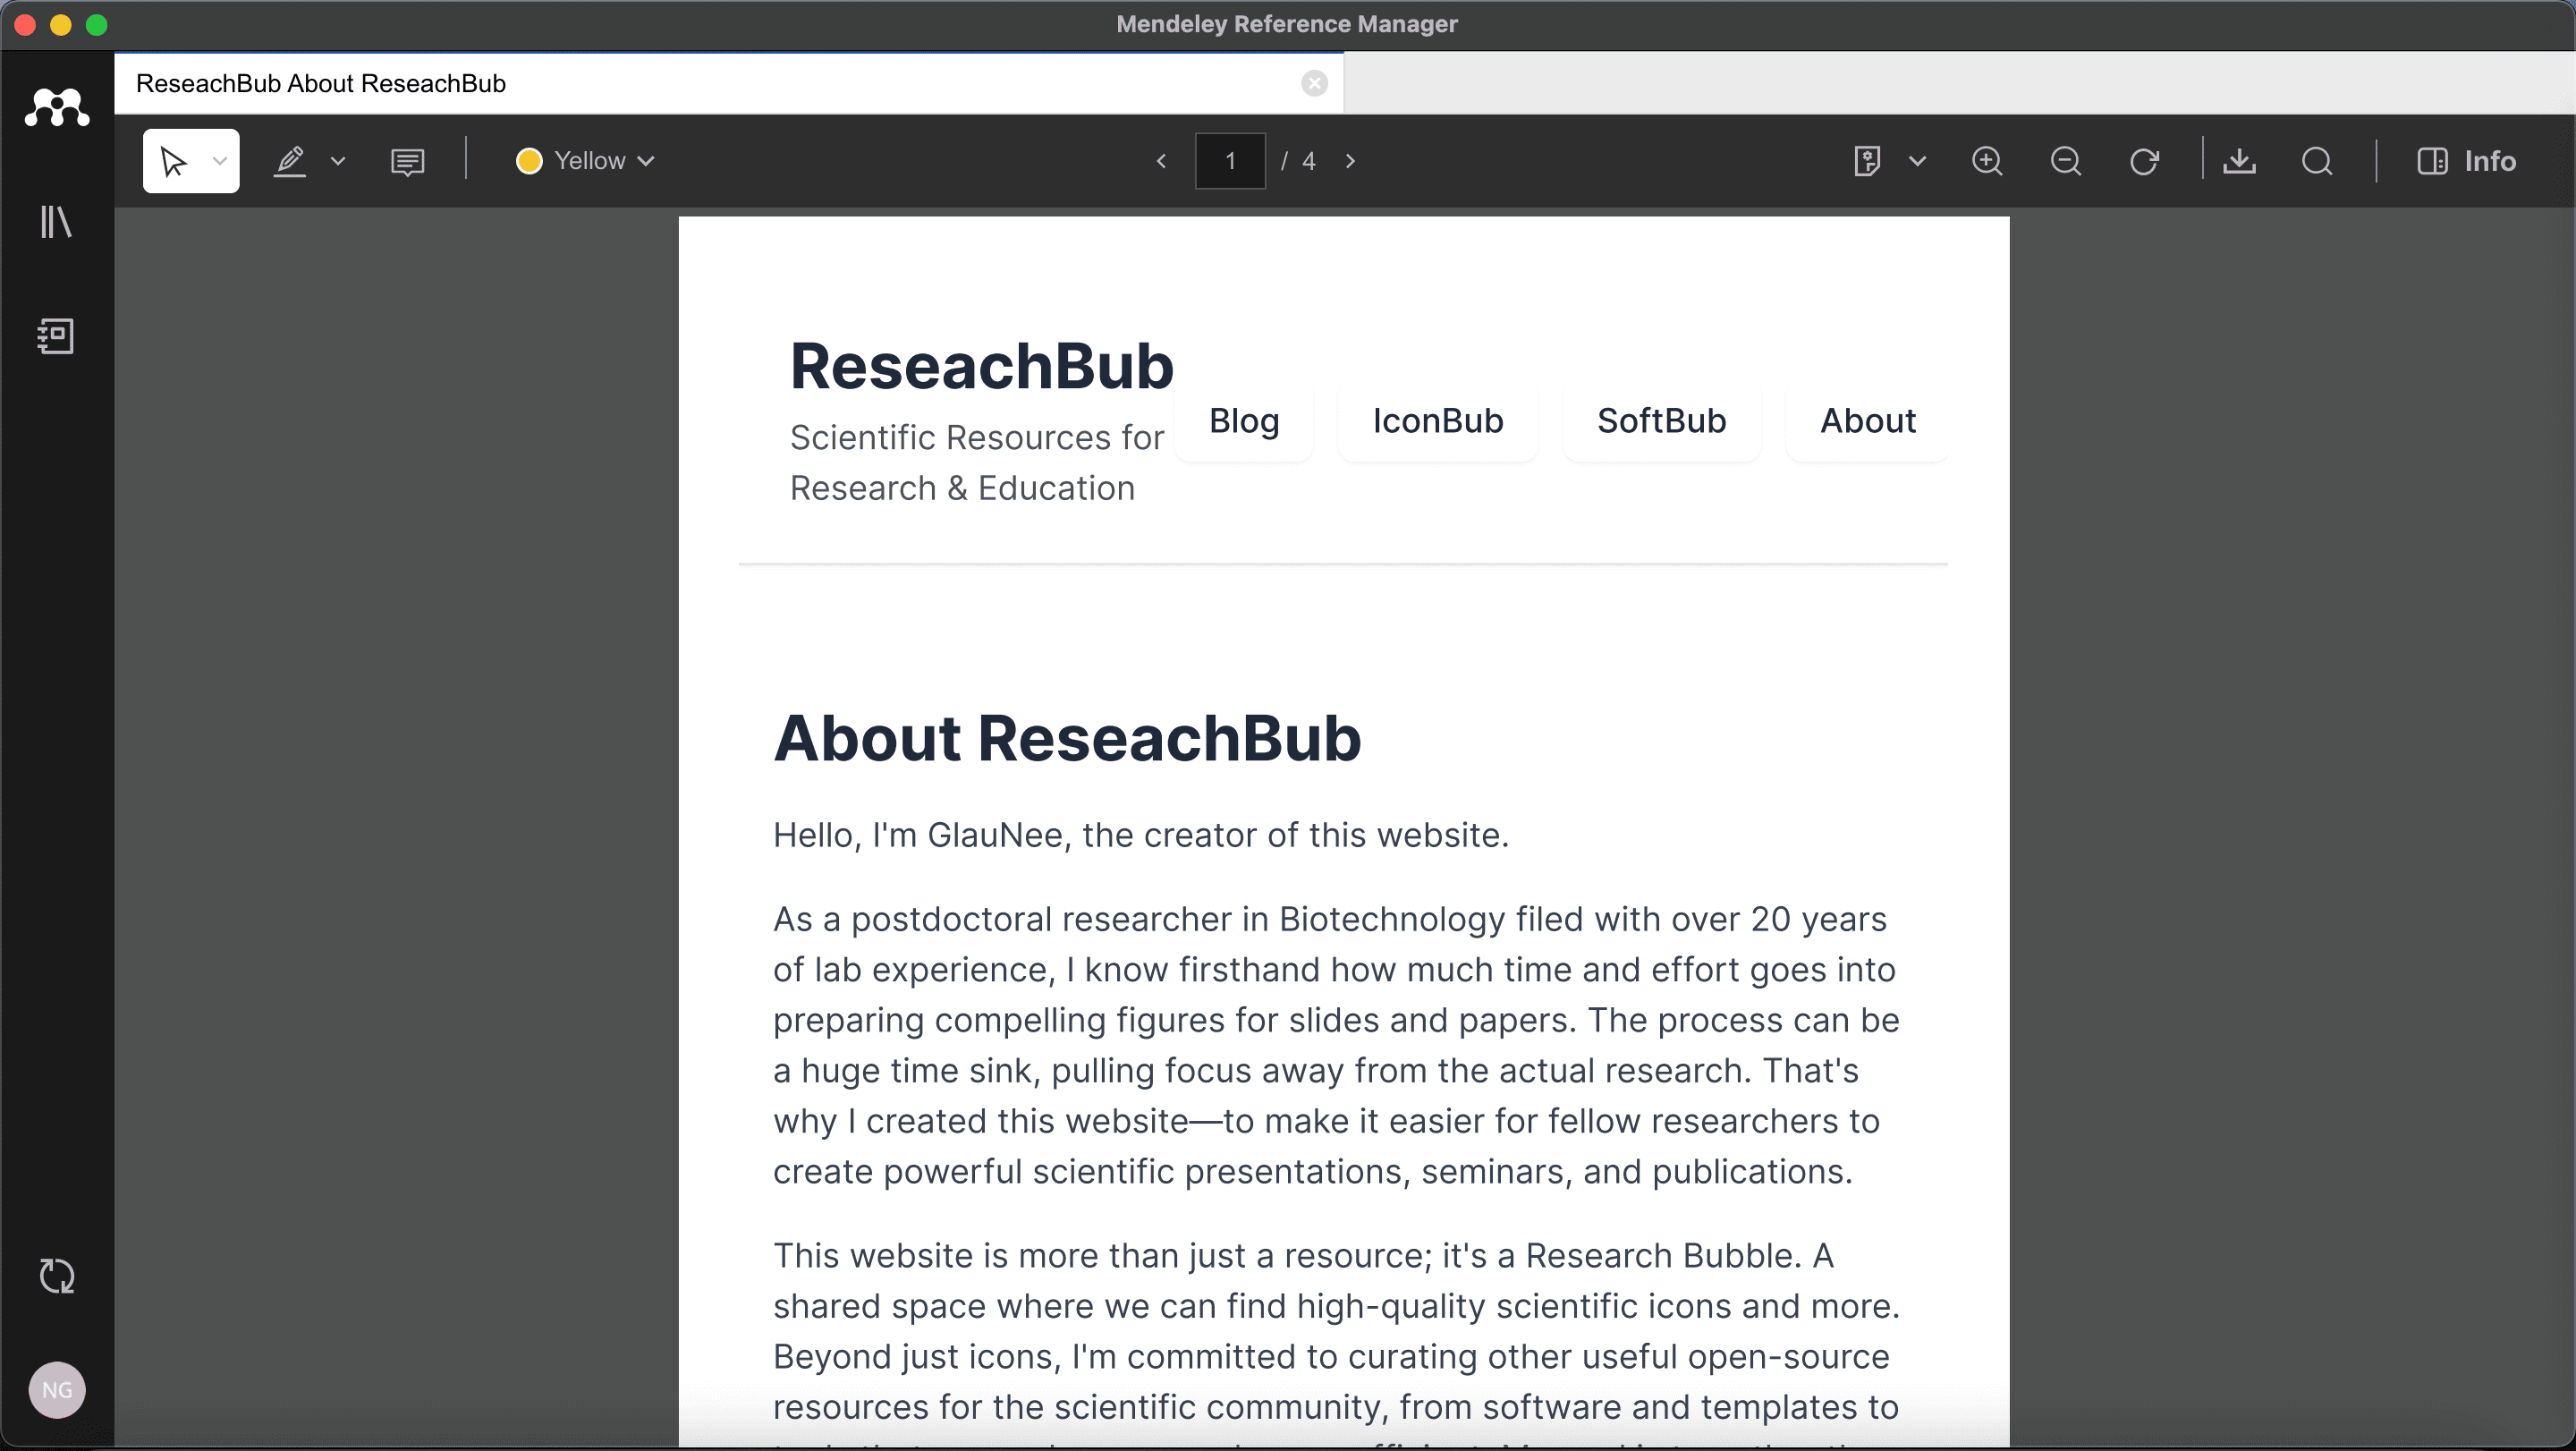 Mendeley Reference Manager
ReseachBub About ReseachBub
Yellow
1 / 4
Info
ReseachBub
Scientific Resources for
Research & Education
Blog
IconBub
SoftBub
About
About ReseachBub
Hello, I'm GlauNee, the creator of this website.
As a postdoctoral researcher in Biotechnology filed with over 20 years
of lab experience, I know firsthand how much time and effort goes into
preparing compelling figures for slides and papers. The process can be
a huge time sink, pulling focus away from the actual research. That's
why I created this website—to make it easier for fellow researchers to
create powerful scientific presentations, seminars, and publications.
This website is more than just a resource; it's a Research Bubble. A
shared space where we can find high-quality scientific icons and more.
Beyond just icons, I'm committed to curating other useful open-source
resources for the scientific community, from software and templates to
NG